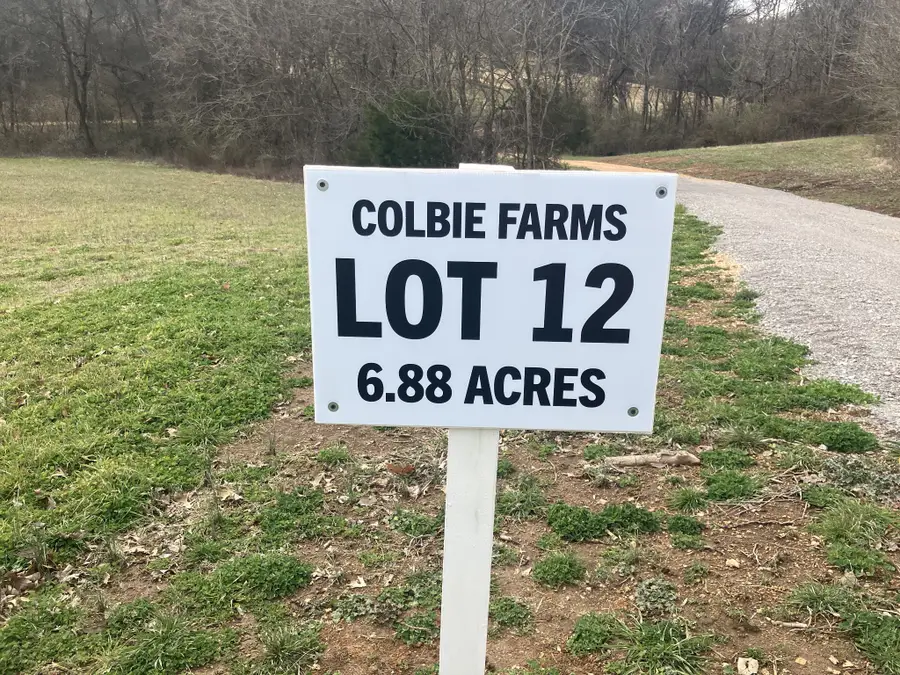 COLBIE FARMS
LOT 12
6.88 ACRES